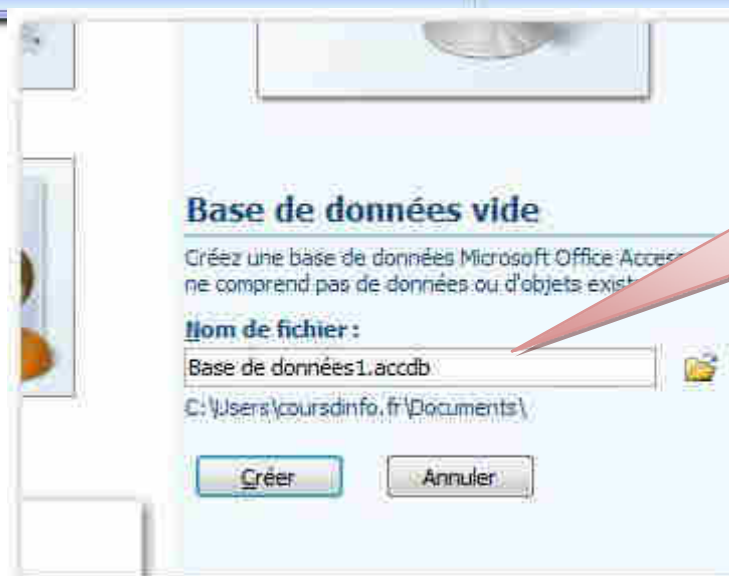 Base de données vide
Créez une base de données Microsoft Office Access
ne comprend pas de données ou d'objets
Nom de fichier :
Base de données1.accdb
C:\Users\coursdinfo.fr\Documents\
Créer
Annuler